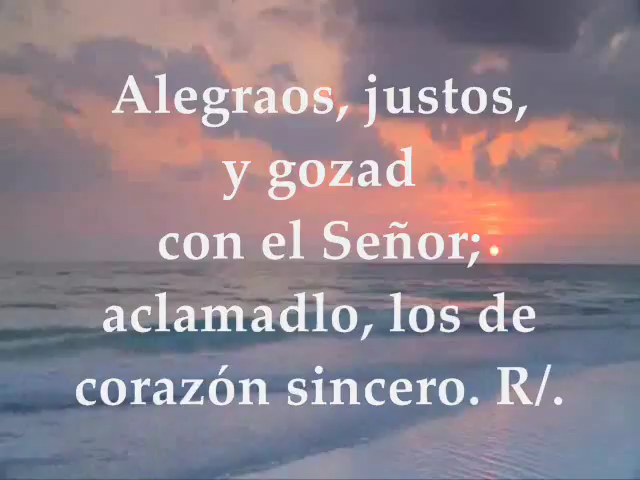 Alegraos, justos,
y gozad
con el Señor;
aclamadlo, los de
corazón sincero. R/.